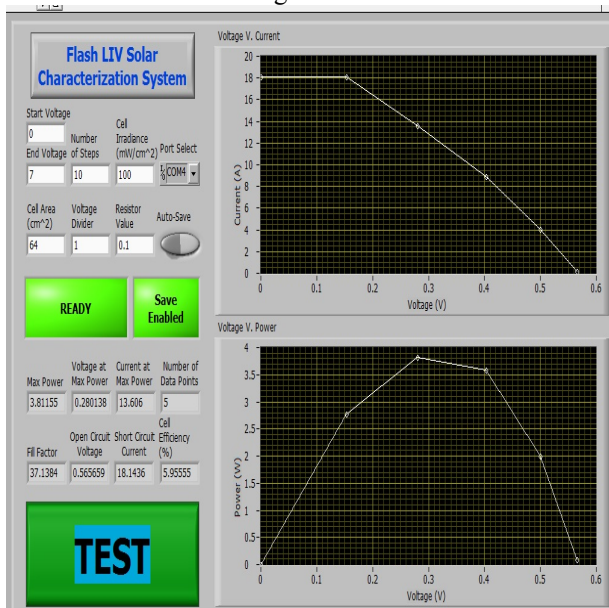 Flash LIV Solar
Characterization System
Start Voltage
0
End Voltage
7
Number
of Steps
10
Cell
Irradance
(mW/cm^2)
100
Port Select
COM4
Cell Area
(cm^2)
64
Voltage
Divider
1
Resistor
Value
0.1
Auto-Save
READY
Save
Enabled
Max Power
3.81155
Voltage at
Max Power
0.280138
Current at
Max Power
13.606
Number of
Data Points
5
Fill Factor
37.1384
Open Circuit
Voltage
0.565659
Short Circuit
Current
18.1436
Cell
Efficiency
(%)
5.95555
TEST
Voltage V. Current
Current (A)
20
18
16
14
12
10
8
6
4
2
0
0 0.1 0.2 0.3 0.4 0.5 0.6
Voltage (V)
Voltage V. Power
Power (W)
4
3.5
3
2.5
2
1.5
1
0.5
0
0 0.1 0.2 0.3 0.4 0.5 0.6
Voltage (V)